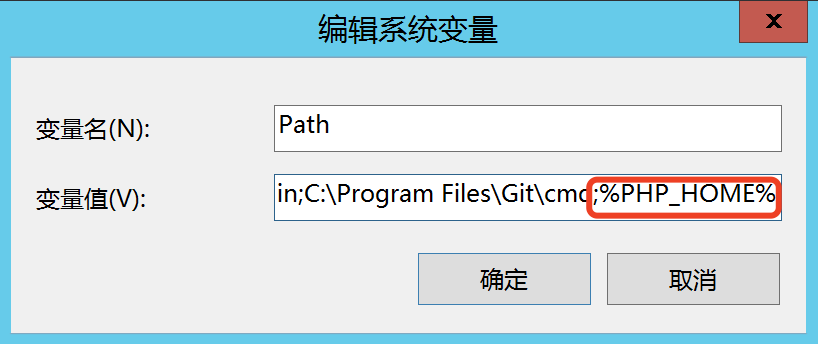 编辑系统变量
x
变量名(N):
Path
变量值(V):
in;C:\Program Files\Git\cmd;%PHP_HOME%
确定
取消